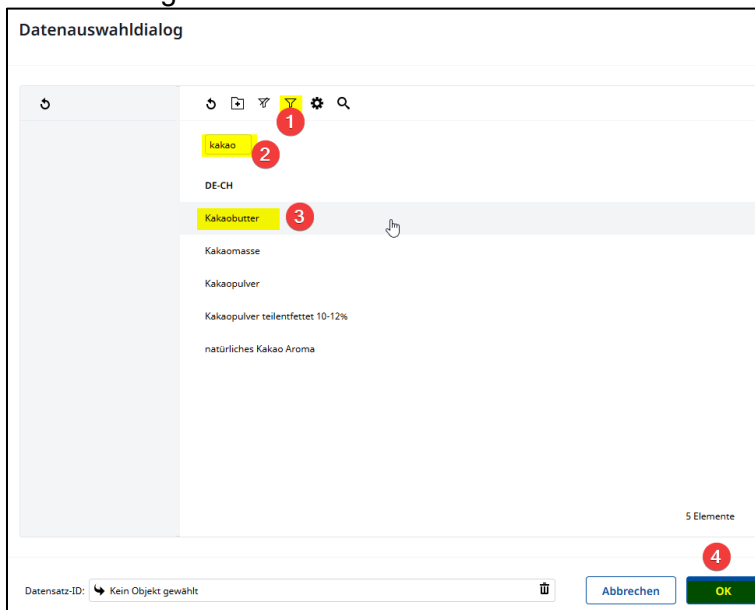 Datenauswahldialog
1
kakao
2
DE-CH
Kakaobutter
3
Kakaomasse
Kakaopulver
Kakaopulver teilentfettet 10-12%
natürliches Kakao Aroma
5 Elemente
4
Datensatz-ID: Kein Objekt gewählt
Abbrechen
OK